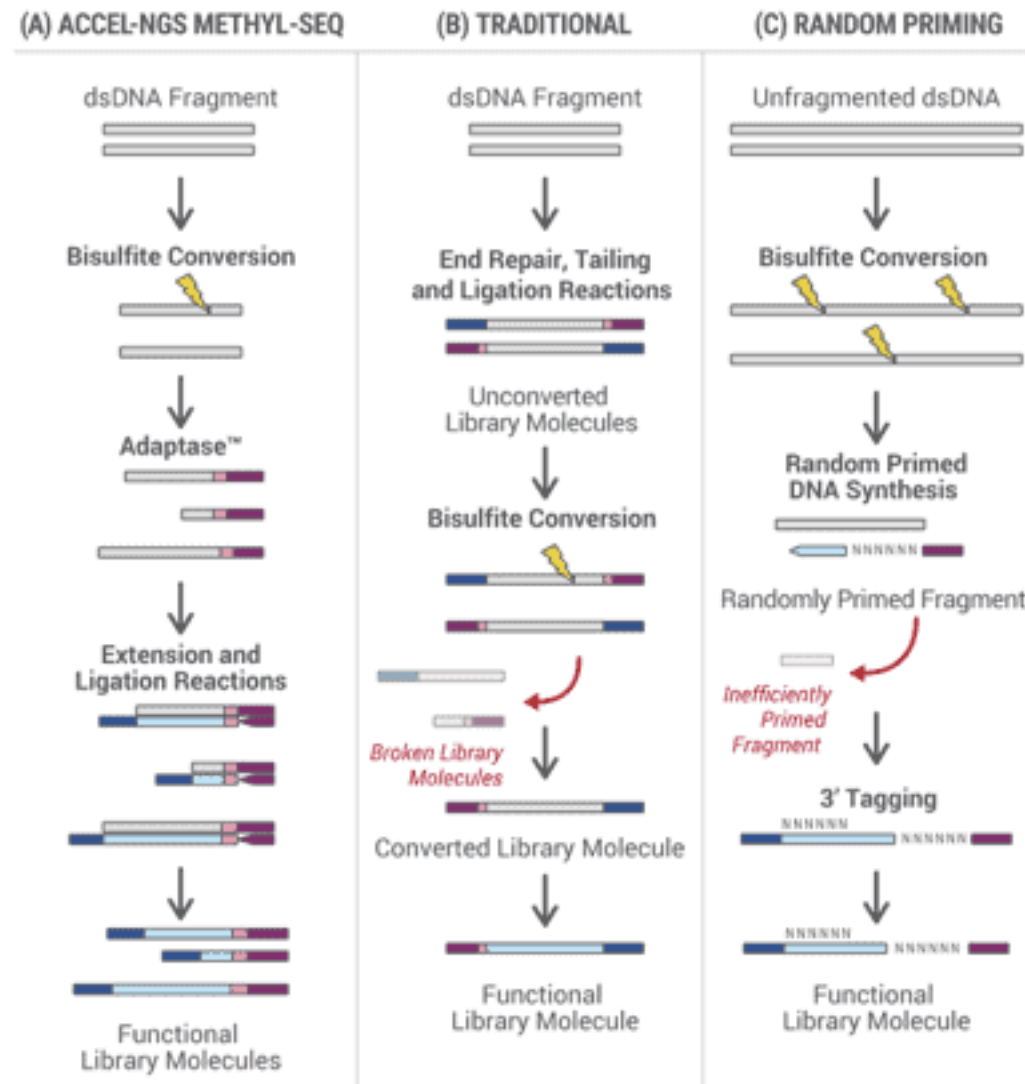 (A) ACCEL-NGS METHYL-SEQ
dsDNA Fragment
Bisulfite Conversion
Adaptase™
Extension and
Ligation Reactions
Functional
Library Molecules
(B) TRADITIONAL
dsDNA Fragment
End Repair, Tailing
and Ligation Reactions
Unconverted
Library Molecules
Bisulfite Conversion
Broken Library
Molecules
Converted Library Molecule
Functional
Library Molecule
(C) RANDOM PRIMING
Unfragmented dsDNA
Bisulfite Conversion
Random Primed
DNA Synthesis
NNNNNN
Randomly Primed Fragment
Inefficiently
Primed
Fragment
3’ Tagging
NNNNNN
NNNNNN
NNNNNN
NNNNNN
Functional
Library Molecule